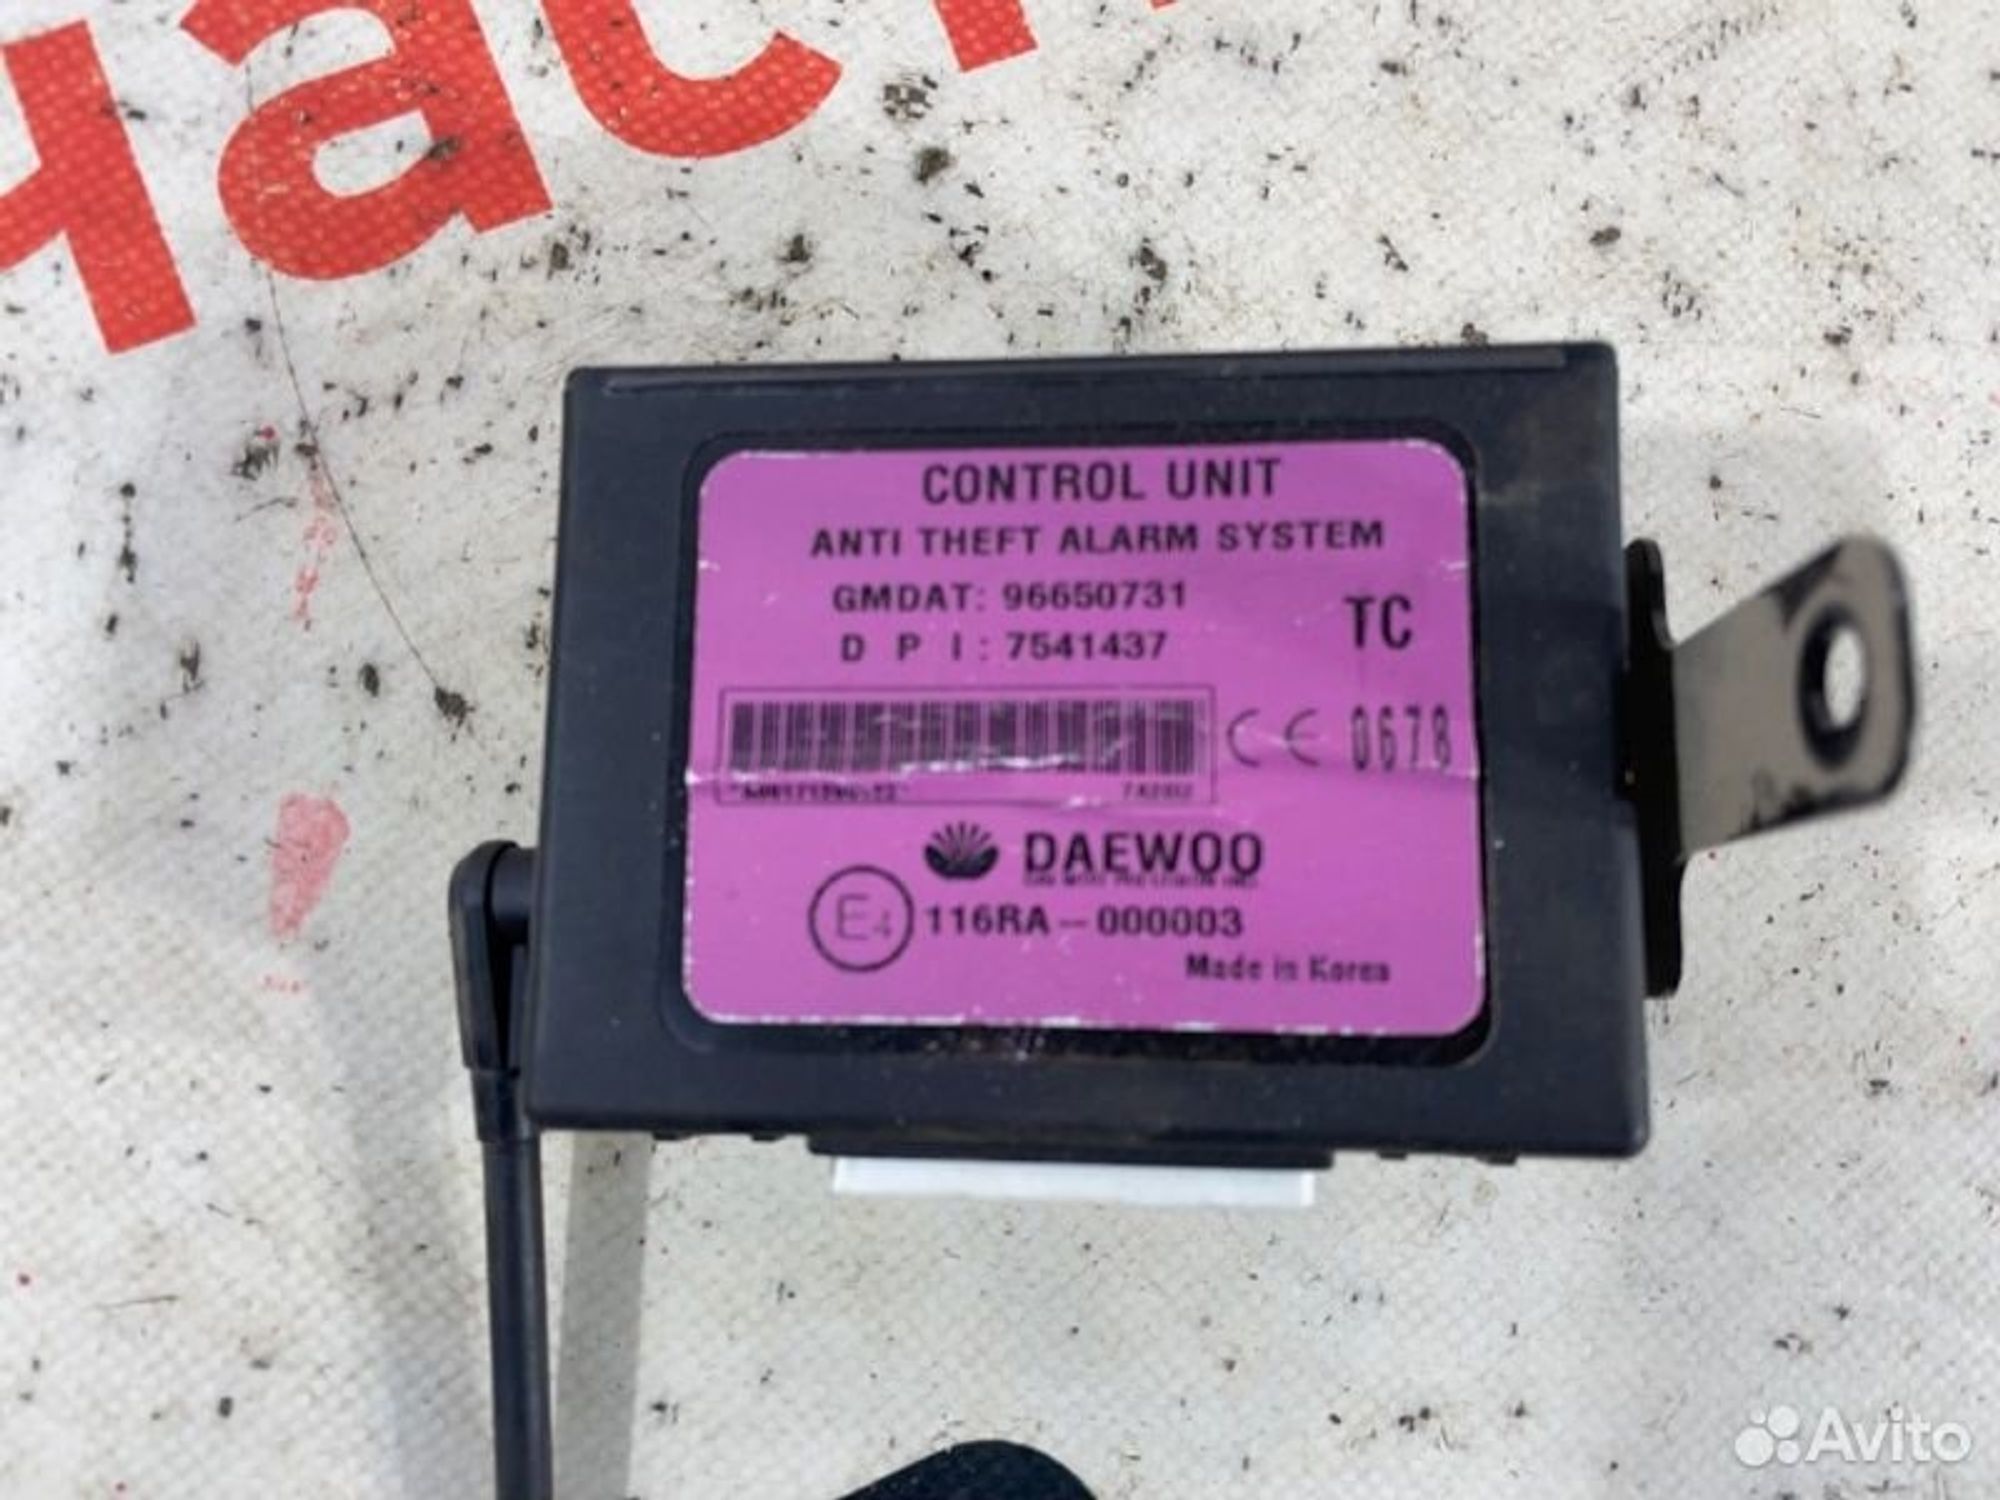 част
CONTROL UNIT
ANTI THEFT ALARM SYSTEM
GMDAT: 96650731
TC
D P I : 7541437
CE 0678
DAEWOO
E4 116RA-000003
Made in Korea
Avito